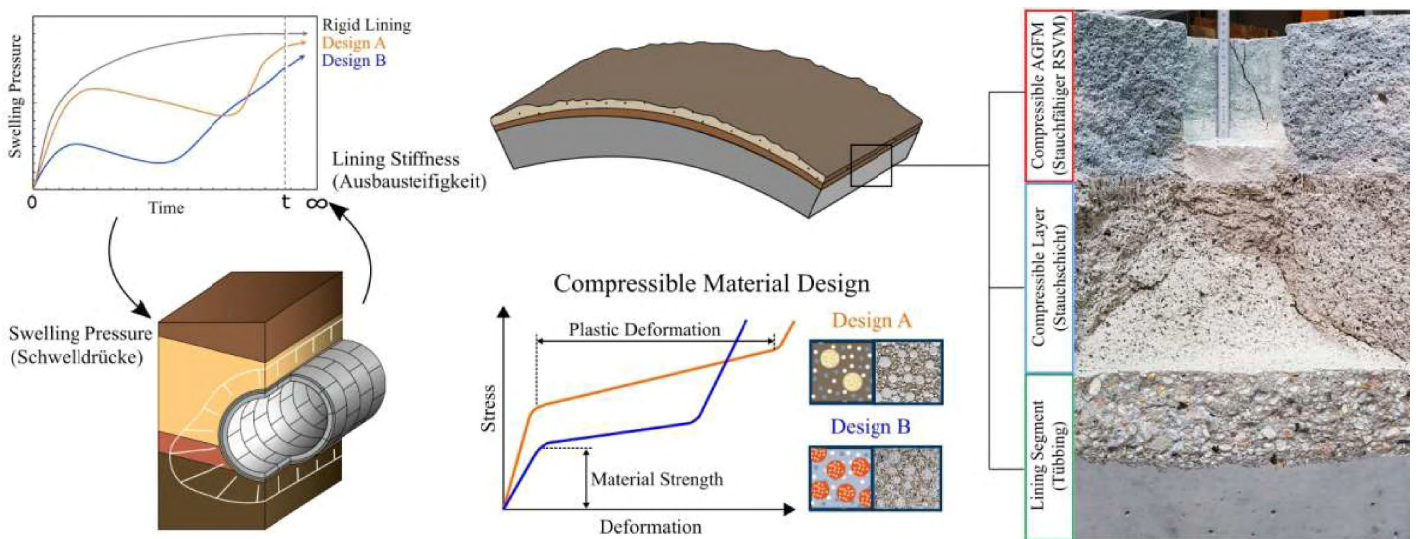 Swelling Pressure
Rigid Lining
Design A
Design B
0
Time
t
∞
Lining Stiffness
(Ausbausteifigkeit)
Swelling Pressure
(Schwelldrücke)
Compressible Material Design
Stress
Plastic Deformation
Material Strength
Deformation
Design A
Design B
Compressible AGFM
(Stauchfähiger RSVM)
Compressible Layer
(Stauchschicht)
Lining Segment
(Tübbing)